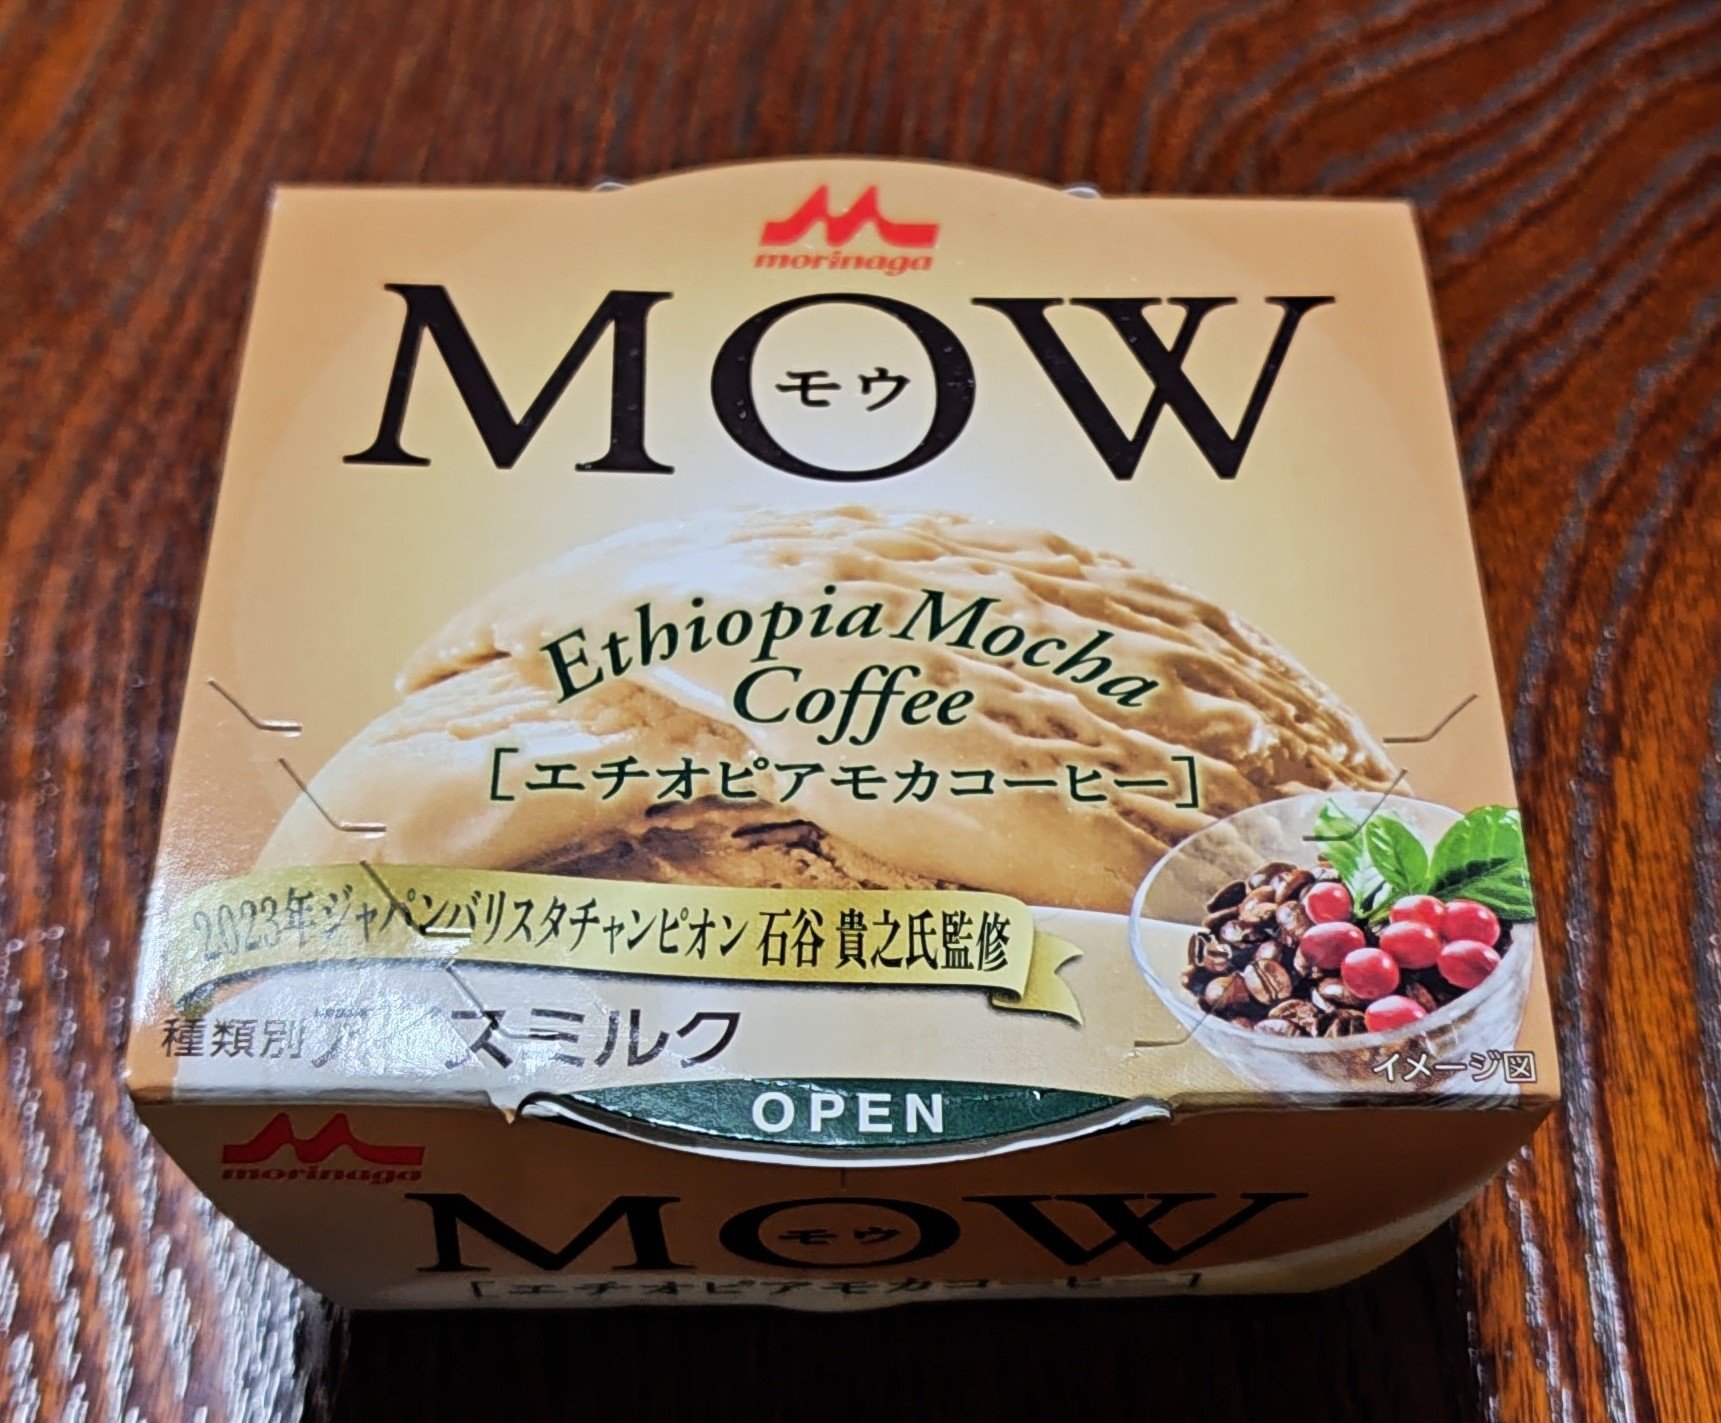 morinaga
MOW
モウ
Ethiopia Mocha
Coffee
[エチオピアモカコーヒー]
2023年ジャパンバリスタチャンピオン 石谷 貴之氏監修
種類別 アイスミルク
イメージ図
OPEN
morinaga
MOW
モウ
[エチオピアモカコーヒー]